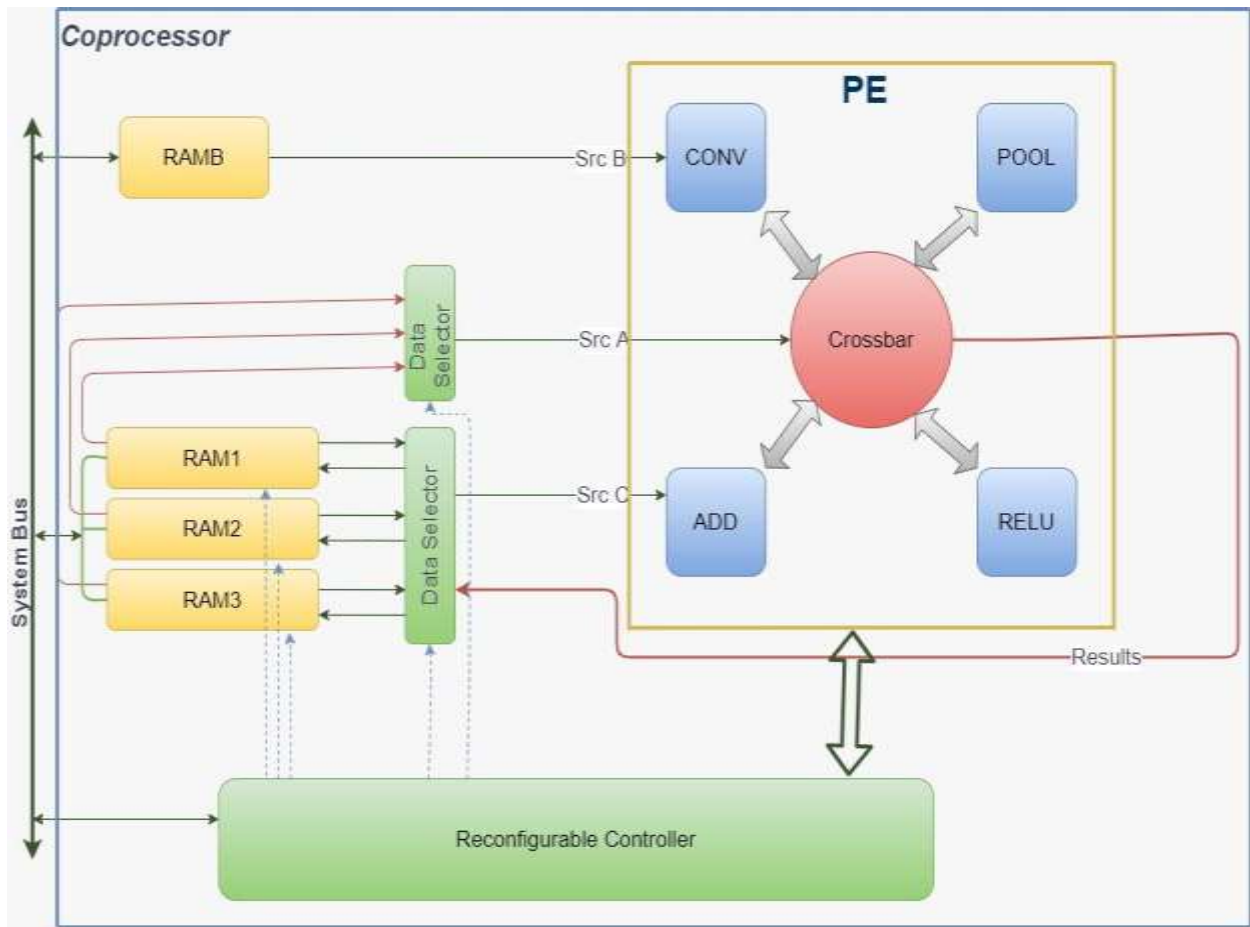 Coprocessor
PE
RAMB
Src B
CONV
POOL
Data
Selector
Src A
Crossbar
RAM1
RAM2
RAM3
Data Selector
Src C
ADD
RELU
System Bus
Results
Reconfigurable Controller